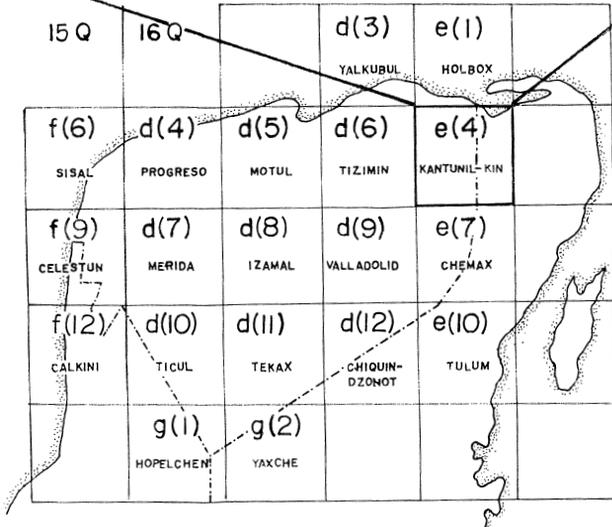 15 Q 16 Q d(3) e(1)
YALKUBUL HOLBOX
f(6) d(4) d(5) d(6) e(4)
SISAL PROGRESO MOTUL TIZIMIN KANTUNIL-KIN
f(9) d(7) d(8) d(9) e(7)
CELESTUN MERIDA IZAMAL VALLADOLID CHEMAX
f(12) d(10) d(11) d(12) e(10)
CALKINI TICUL TEKAX CHIQUIN- TULUM
DZONOT
g(1) g(2)
HOPELCHEN YAXCHE